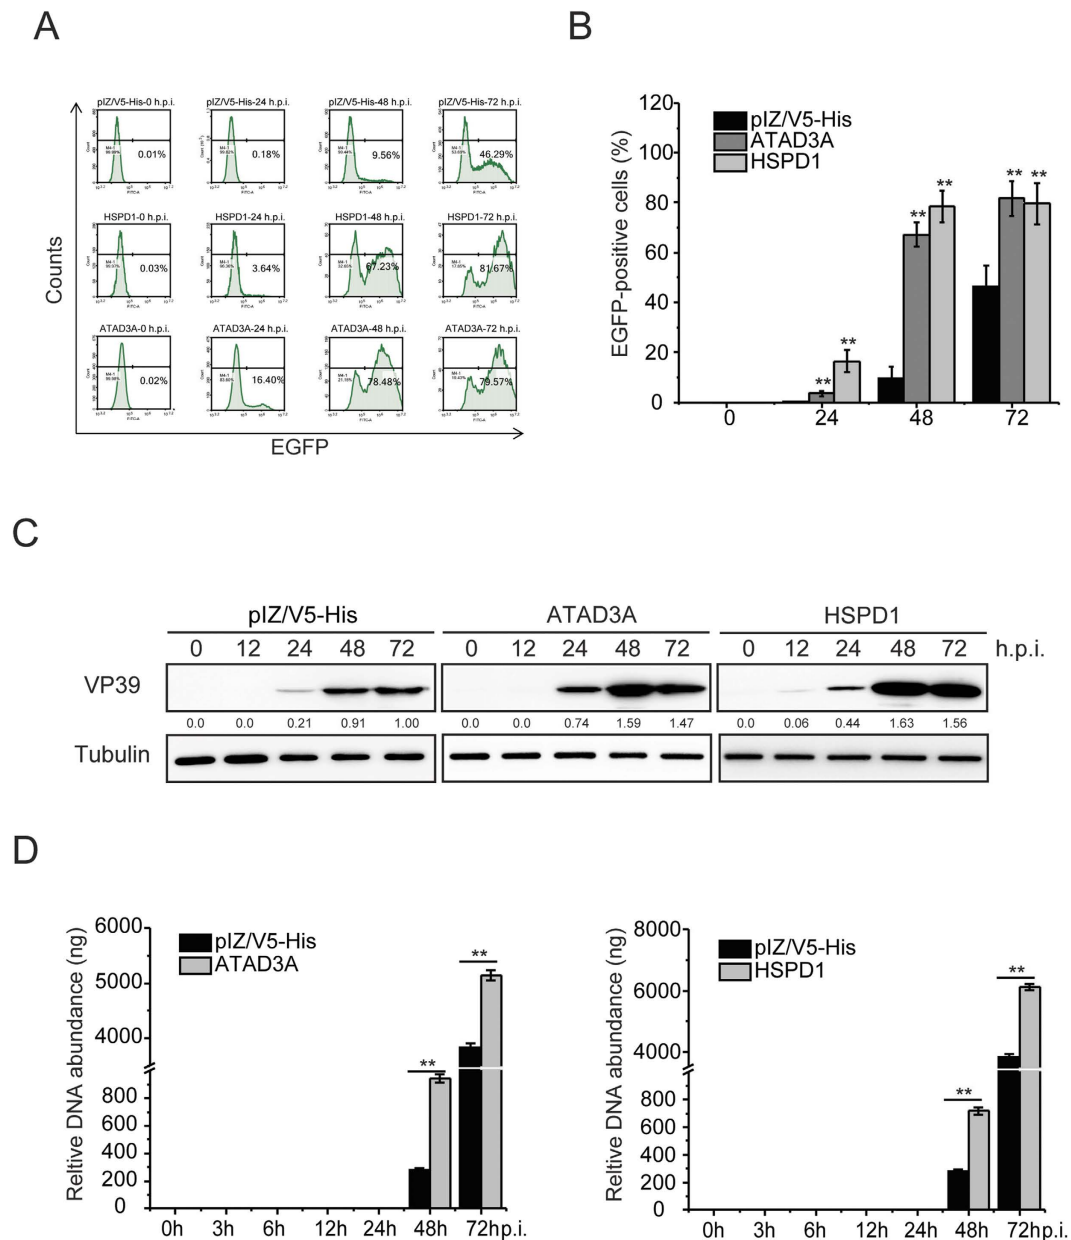 A
pIZ/V5-His-0 h.p.i.
pIZ/V5-His-24 h.p.i.
pIZ/V5-His-48 h.p.i.
pIZ/V5-His-72 h.p.i.
0.01%
0.18%
9.56%
46.29%
HSPD1-0 h.p.i.
HSPD1-24 h.p.i.
HSPD1-48 h.p.i.
HSPD1-72 h.p.i.
0.03%
3.64%
67.23%
81.67%
ATAD3A-0 h.p.i.
ATAD3A-24 h.p.i.
ATAD3A-48 h.p.i.
ATAD3A-72 h.p.i.
0.02%
16.40%
78.48%
79.57%
Counts
EGFP
B
EGFP-positive cells (%)
120
100
80
60
40
20
0
pIZ/V5-His
ATAD3A
HSPD1
** ** ** ** ** **
0 24 48 72
C
pIZ/V5-His ATAD3A HSPD1
0 12 24 48 72 0 12 24 48 72 0 12 24 48 72 h.p.i.
VP39
0.0 0.0 0.21 0.91 1.00 0.0 0.0 0.74 1.59 1.47 0.0 0.06 0.44 1.63 1.56
Tubulin
D
Reltive DNA abundance (ng)
6000
5000
4000
800
600
400
200
0
pIZ/V5-His
ATAD3A
** **
0h 3h 6h 12h 24h 48h 72hp.i.
Reltive DNA abundance (ng)
8000
6000
4000
800
600
400
200
0
pIZ/V5-His
HSPD1
** **
0h 3h 6h 12h 24h 48h 72hp.i.